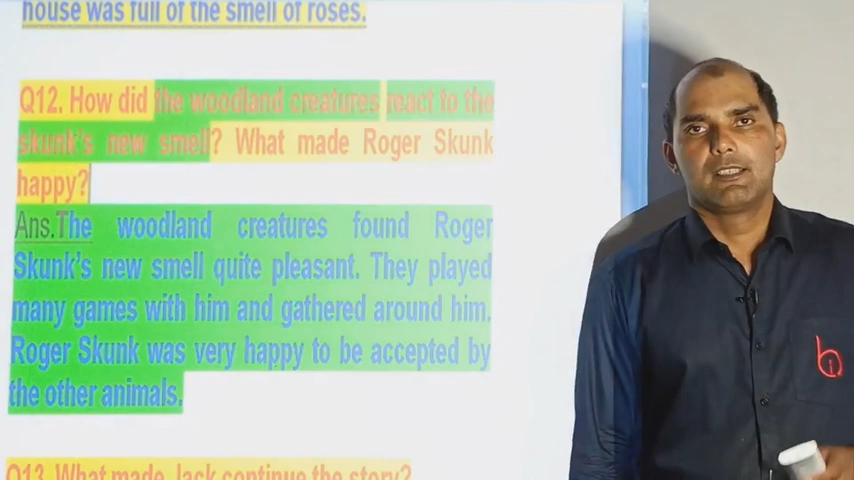 house was full of the smell of roses.
Q12. How did the woodland creatures react to the
skunk's new smell? What made Roger Skunk
happy?
Ans.The woodland creatures found Roger
Skunk's new smell quite pleasant. They played
many games with him and gathered around him.
Roger Skunk was very happy to be accepted by
the other animals.
Q13. What made Jack continue the story?